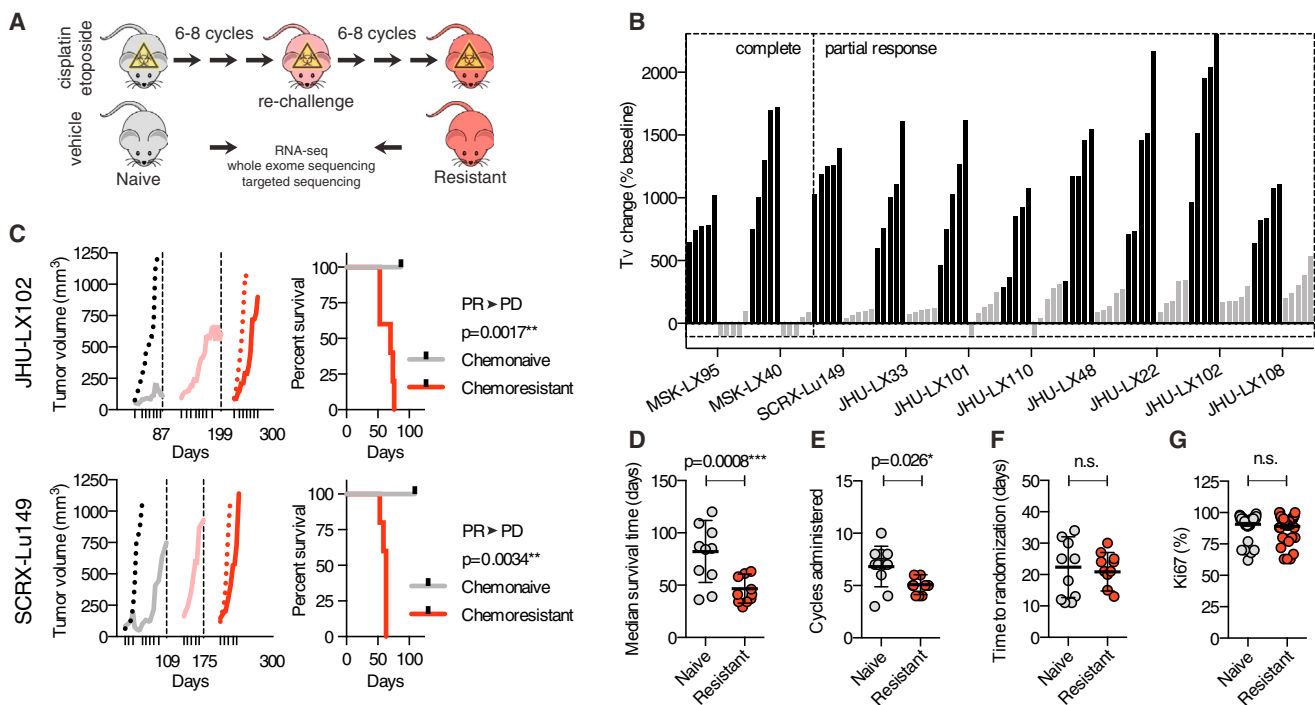 A
cisplatin
etoposide
6-8 cycles
6-8 cycles
re-challenge
vehicle
RNA-seq
whole exome sequencing
targeted sequencing
Naive
Resistant
B
complete
partial response
Tv change (% baseline)
2000
1500
1000
500
0
MSK-LX95
MSK-LX40
SCRX-Lu149
JHU-LX33
JHU-LX101
JHU-LX110
JHU-LX48
JHU-LX22
JHU-LX102
JHU-LX108
C
JHU-LX102
Tumor volume (mm³)
1250
1000
750
500
250
0
87
199
300
Days
Percent survival
100
50
0
0
50
100
Days
PR➤PD
p=0.0017**
Chemonaive
Chemoresistant
SCRX-Lu149
Tumor volume (mm³)
1250
1000
750
500
250
0
109
175
300
Days
Percent survival
100
50
0
0
50
100
Days
PR➤PD
p=0.0034**
Chemonaive
Chemoresistant
D
p=0.0008***
Median survival time (days)
150
100
50
0
Naive
Resistant
E
p=0.026*
Cycles administered
15
10
5
0
Naive
Resistant
F
n.s.
Time to randomization (days)
50
40
30
20
10
0
Naive
Resistant
G
n.s.
Ki67 (%)
125
100
75
50
25
0
Naive
Resistant